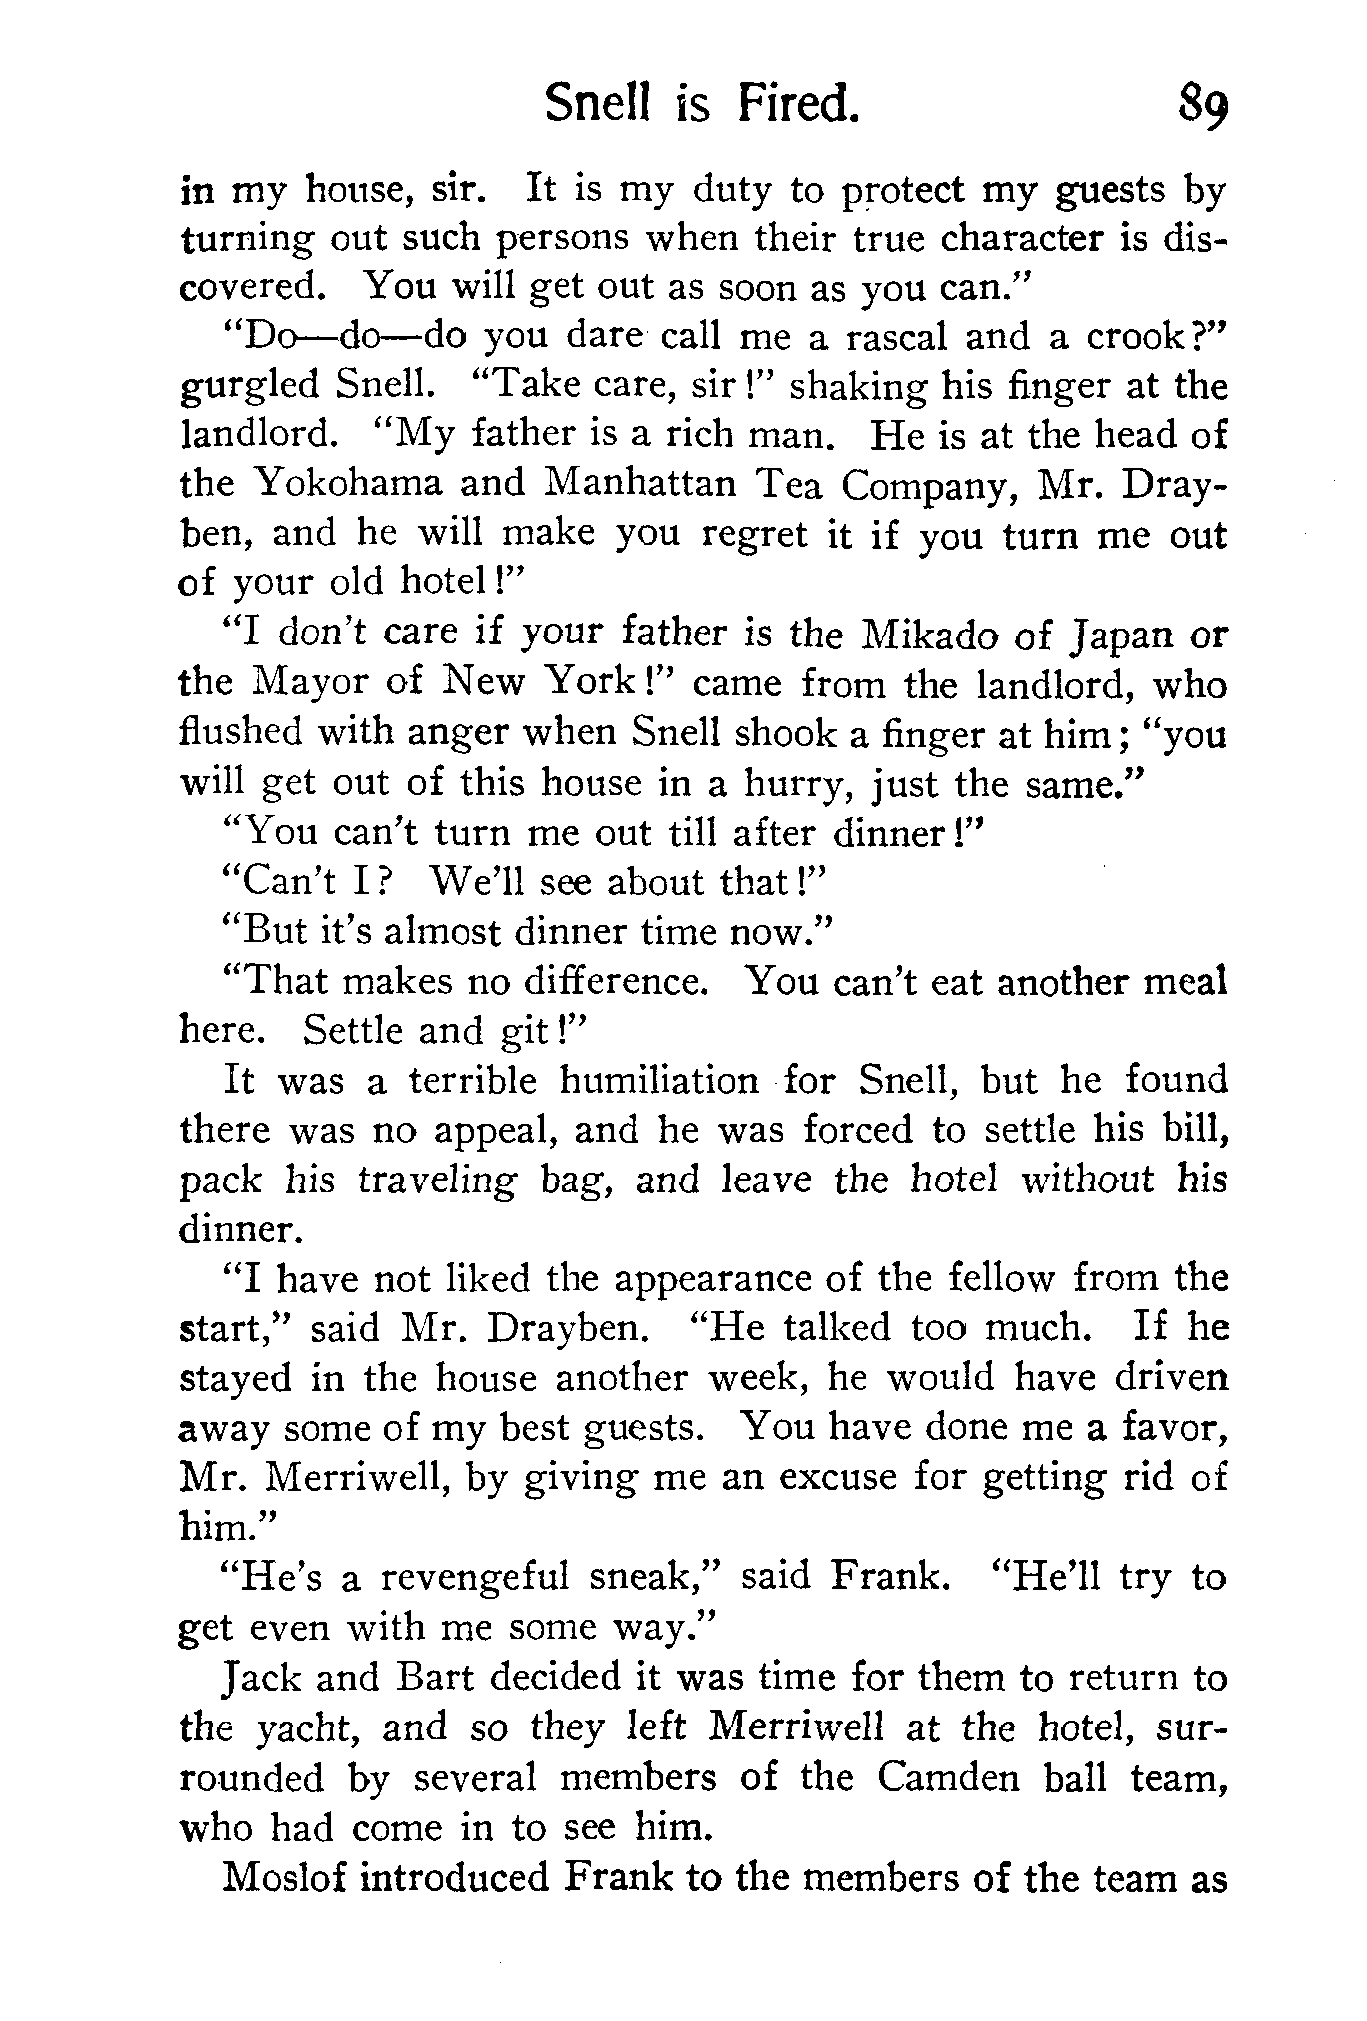 Snell is Fired. 89
in my house, sir. It is my duty to protect my guests by
turning out such persons when their true character is dis-
covered. You will get out as soon as you can."
"Do—do—do you dare call me a rascal and a crook?"
gurgled Snell. "Take care, sir!" shaking his finger at the
landlord. "My father is a rich man. He is at the head of
the Yokohama and Manhattan Tea Company, Mr. Dray-
ben, and he will make you regret it if you turn me out
of your old hotel!"
"I don't care if your father is the Mikado of Japan or
the Mayor of New York!" came from the landlord, who
flushed with anger when Snell shook a finger at him; "you
will get out of this house in a hurry, just the same."
"You can't turn me out till after dinner!"
"Can't I? We'll see about that!"
"But it's almost dinner time now."
"That makes no difference. You can't eat another meal
here. Settle and git!"
It was a terrible humiliation for Snell, but he found
there was no appeal, and he was forced to settle his bill,
pack his traveling bag, and leave the hotel without his
dinner.
"I have not liked the appearance of the fellow from the
start," said Mr. Drayben. "He talked too much. If he
stayed in the house another week, he would have driven
away some of my best guests. You have done me a favor,
Mr. Merriwell, by giving me an excuse for getting rid of
him."
"He's a revengeful sneak," said Frank. "He'll try to
get even with me some way."
Jack and Bart decided it was time for them to return to
the yacht, and so they left Merriwell at the hotel, sur-
rounded by several members of the Camden ball team,
who had come in to see him.
Moslof introduced Frank to the members of the team as